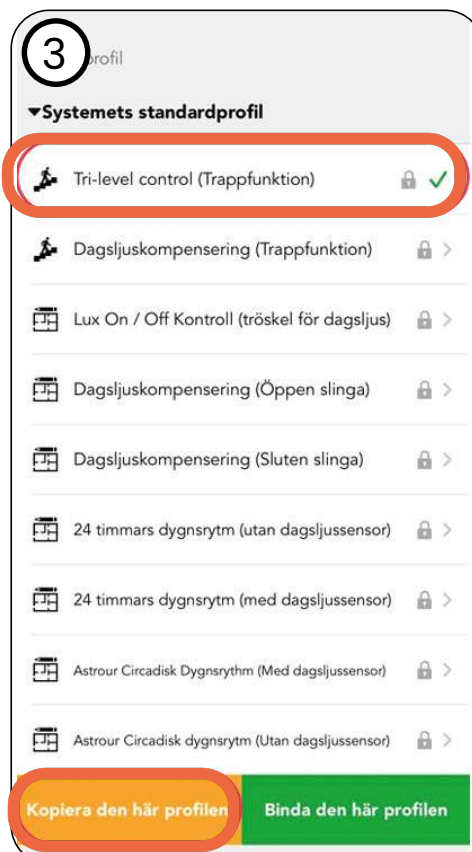 3
profil
▼Systemets standardprofil
Tri-level control (Trappfunktion)
Dagsljuskompensering (Trappfunktion)
Lux On / Off Kontroll (tröskel för dagsljus)
Dagsljuskompensering (Öppen slinga)
Dagsljuskompensering (Sluten slinga)
24 timmars dygnsrytm (utan dagsljussensor)
24 timmars dygnsrytm (med dagsljussensor)
Astrour Circadisk Dygnsrythm (Med dagsljussensor)
Astrour Circadisk dygnsrytm (Utan dagsljussensor)
Kopiera den här profilen Binda den här profilen